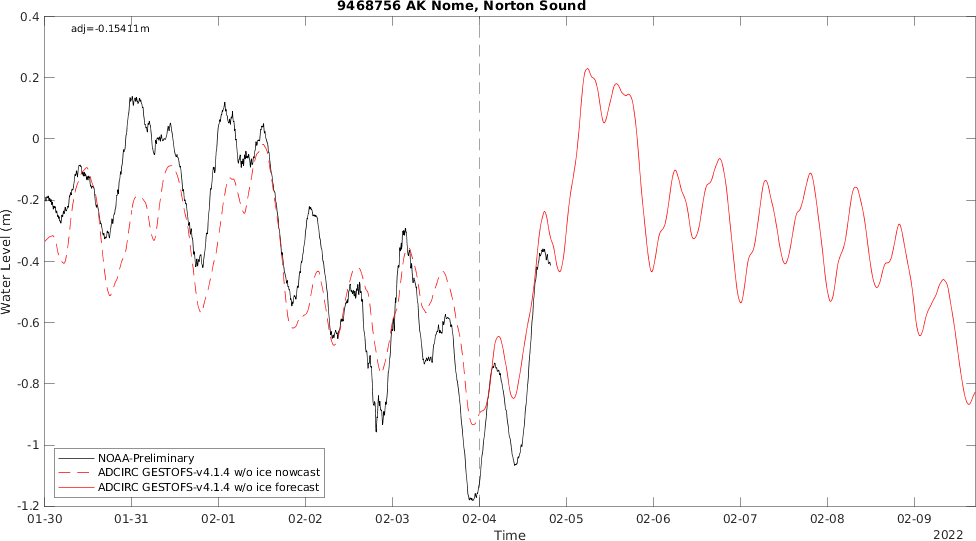 9468756 AK Nome, Norton Sound
adj=-0.15411m
0.4
0.2
0
-0.2
-0.4
-0.6
-0.8
-1
-1.2
Water Level (m)
NOAA-Preliminary
ADCIRC GESTOFS-v4.1.4 w/o ice nowcast
ADCIRC GESTOFS-v4.1.4 w/o ice forecast
01-30 01-31 02-01 02-02 02-03 02-04 02-05 02-06 02-07 02-08 02-09
Time
2022